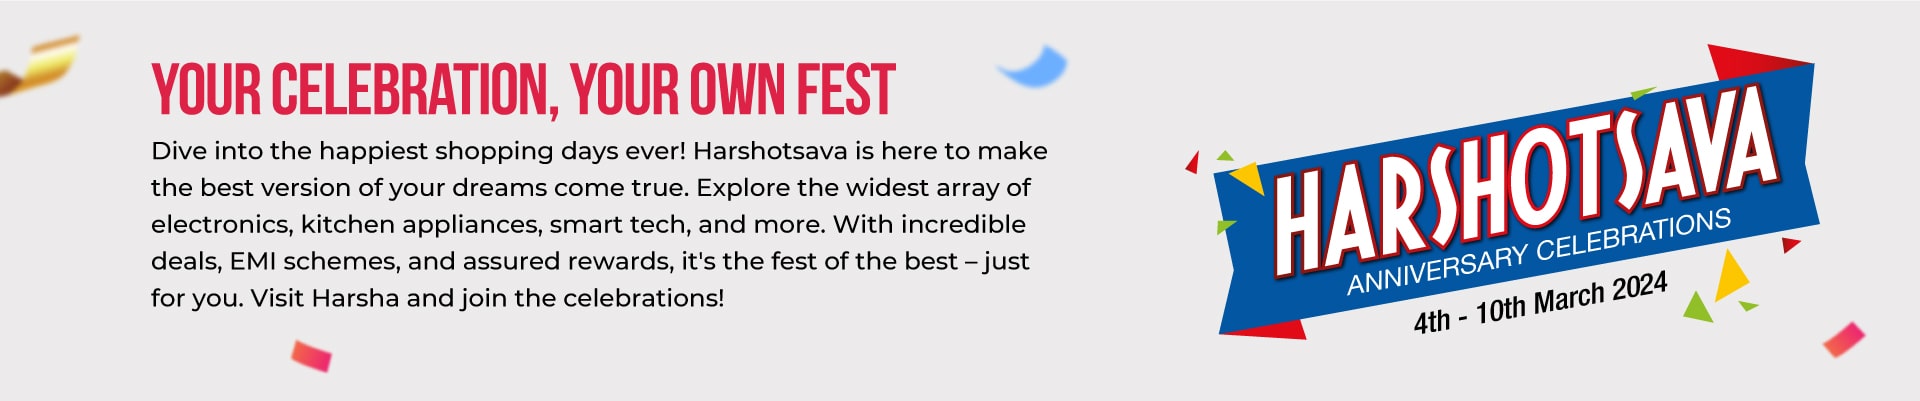 YOUR CELEBRATION, YOUR OWN FEST
Dive into the happiest shopping days ever! Harshotsava is here to make
the best version of your dreams come true. Explore the widest array of
electronics, kitchen appliances, smart tech, and more. With incredible
deals, EMI schemes, and assured rewards, it's the fest of the best – just
for you. Visit Harsha and join the celebrations!
HARSHOTSAVA
ANNIVERSARY CELEBRATIONS
4th - 10th March 2024